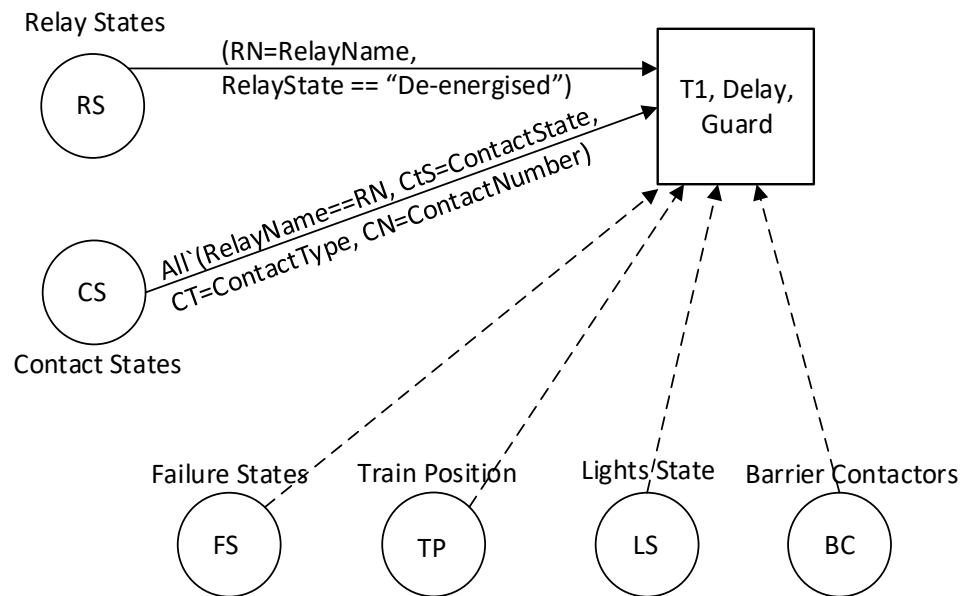 Relay States
RS
(RN=RelayName,
RelayState == “De-energised”)
T1, Delay,
Guard
All`(RelayName==RN, CtS=ContactState,
CT=ContactType, CN=ContactNumber)
CS
Contact States
Failure States
Train Position
Lights State
Barrier Contactors
FS
TP
LS
BC